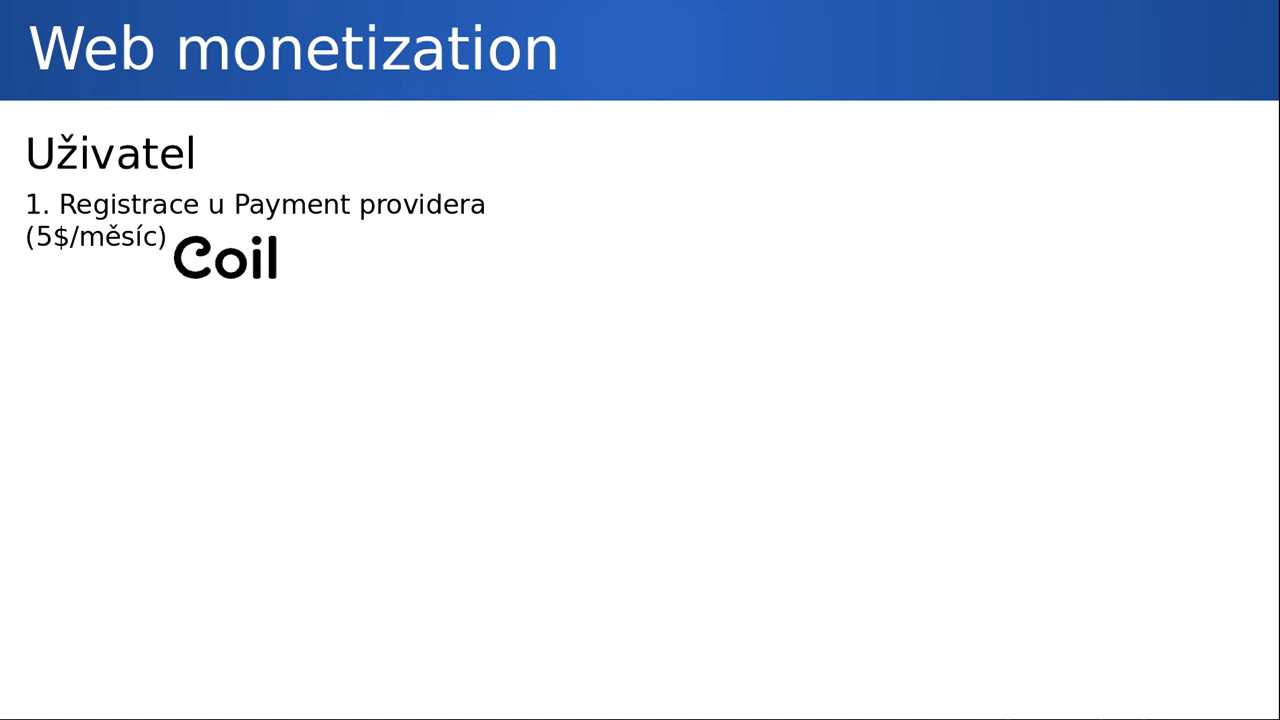 Web monetization
Uživatel
1. Registrace u Payment providera
(5$/měsíc)
Coil